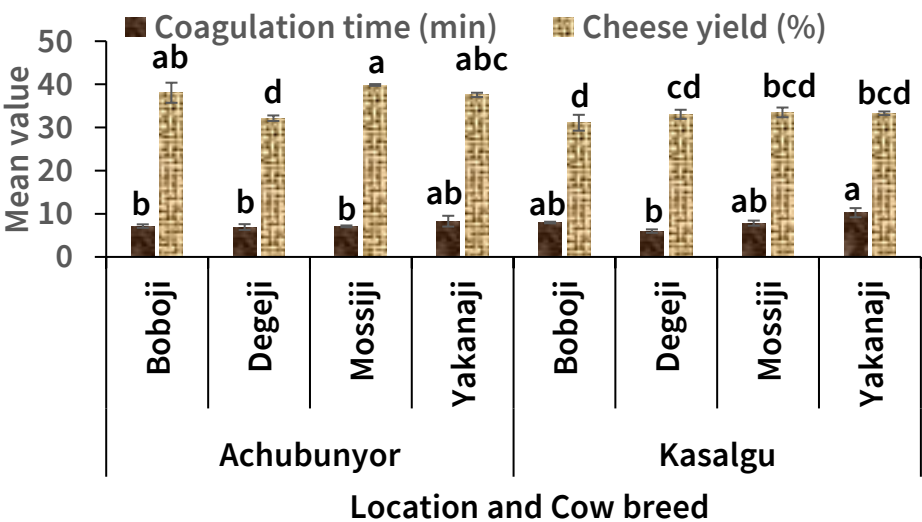 Coagulation time (min) Cheese yield (%)
Mean value
50
40
30
20
10
0
ab d a abc d cd bcd bcd
b b b ab ab b ab a
Boboji Degeji Mossiji Yakanaji Boboji Degeji Mossiji Yakanaji
Achubunyor Kasalgu
Location and Cow breed